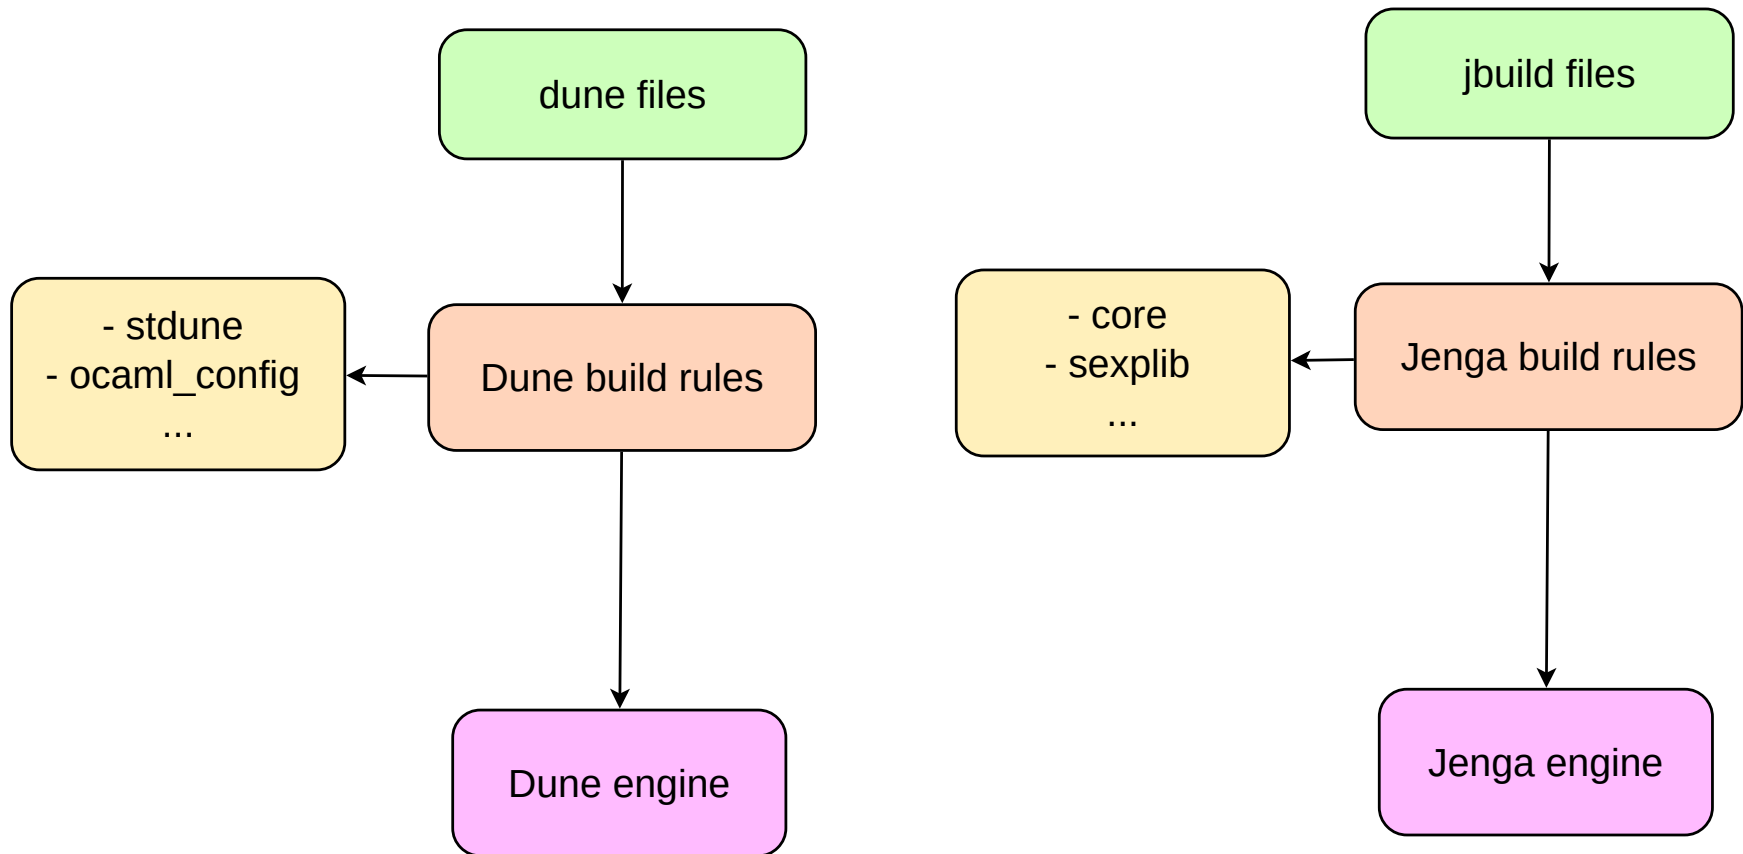 dune files
- stdune
- ocaml_config
...
Dune build rules
Dune engine
jbuild files
- core
- sexplib
...
Jenga build rules
Jenga engine